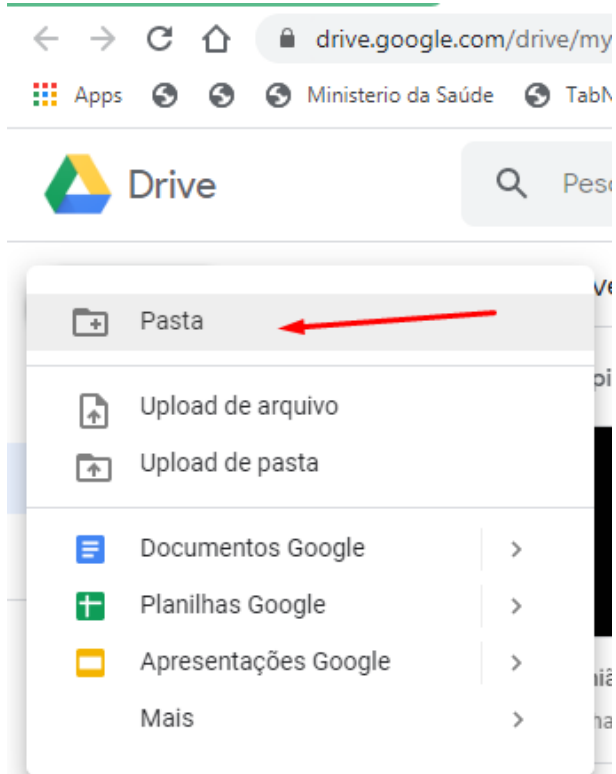 drive.google.com/drive/my
Apps Ministerio da Saúde TabN
Drive
Pasta
Upload de arquivo
Upload de pasta
Documentos Google
Planilhas Google
Apresentações Google
Mais